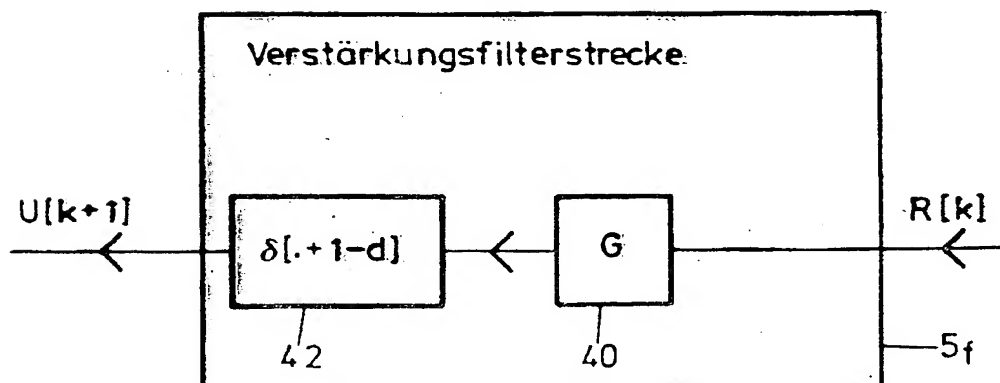 Verstärkungsfilterstrecke
U[k+1]
δ[.+1-d]
G
R[k]
42
40
5f